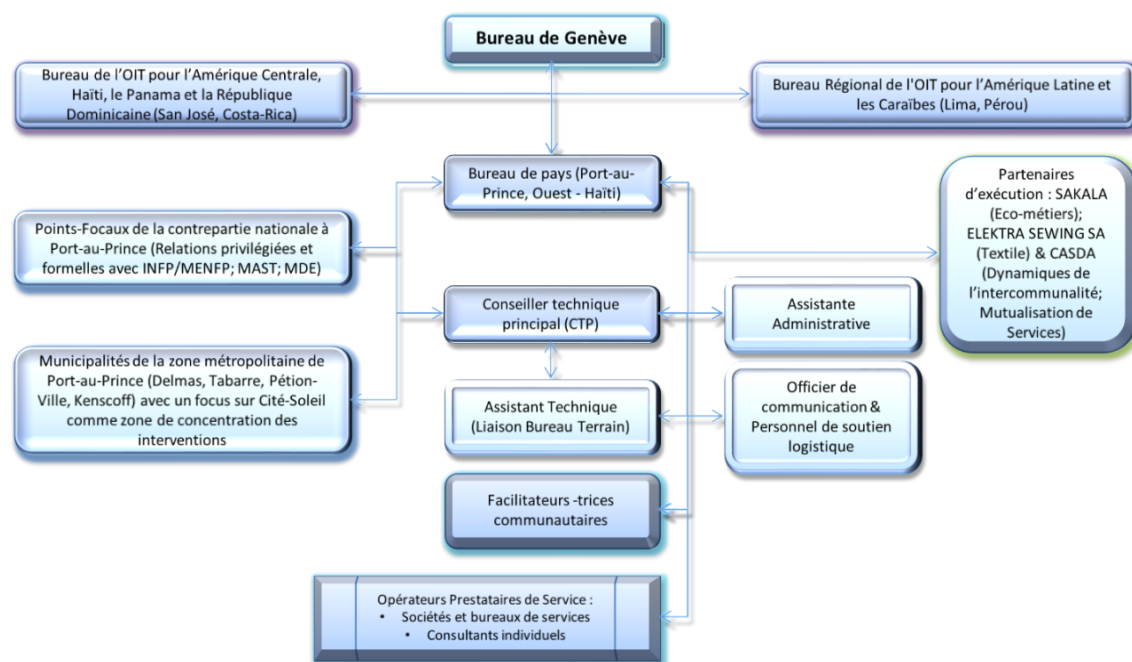 Bureau de Genève
Bureau de l'OIT pour l'Amérique Centrale,
Haïti, le Panama et la République
Dominicaine (San José, Costa-Rica)
Bureau Régional de l'OIT pour l'Amérique Latine et
les Caraïbes (Lima, Pérou)
Bureau de pays (Port-au-
Prince, Ouest - Haïti)
Partenaires
d'exécution : SAKALA
(Eco-métiers);
ELEKTRA SEWING SA
(Textile) & CASDA
(Dynamiques de
l'intercommunalité;
Mutualisation de
Services)
Points-Focaux de la contrepartie nationale à
Port-au-Prince (Relations privilégiées et
formelles avec INFP/MENFP; MAST; MDE)
Conseiller technique
principal (CTP)
Assistante
Administrative
Municipalités de la zone métropolitaine de
Port-au-Prince (Delmas, Tabarre, Pétion-
Ville, Kenscoff) avec un focus sur Cité-Soleil
comme zone de concentration des
interventions
Assistant Technique
(Liaison Bureau Terrain)
Officier de
communication &
Personnel de soutien
logistique
Facilitateurs -trices
communautaires
Opérateurs Prestataires de Service :
• Sociétés et bureaux de services
• Consultants individuels